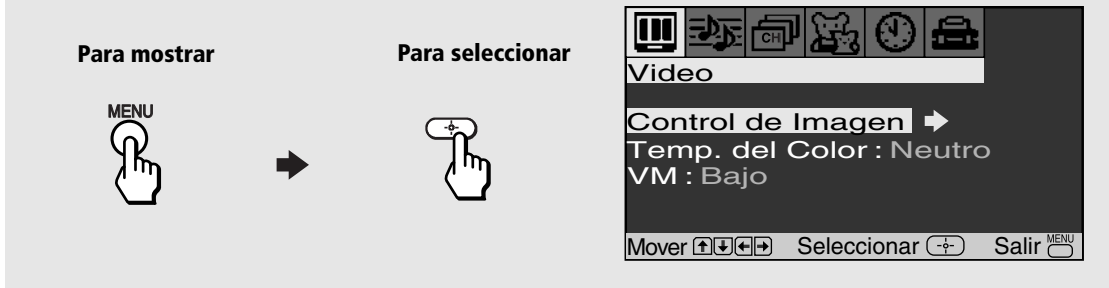 Para mostrar
Para seleccionar
MENU
CH
Video
Control de Imagen
Temp. del Color : Neutro
VM : Bajo
Mover Seleccionar Salir MENU